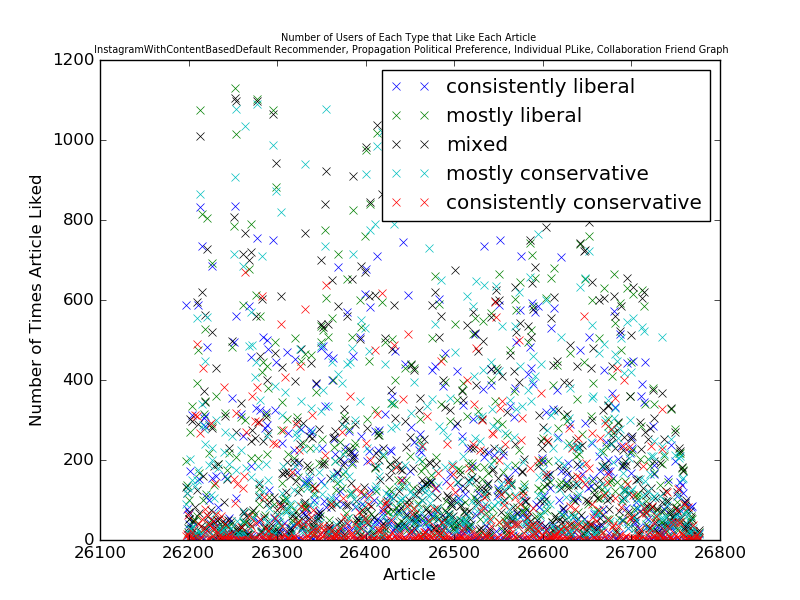 Number of Users of Each Type that Like Each Article
InstagramWithContentBasedDefault Recommender, Propagation Political Preference, Individual PLike, Collaboration Friend Graph
consistently liberal
mostly liberal
mixed
mostly conservative
consistently conservative
Number of Times Article Liked
1200
1000
800
600
400
200
0
26100 26200 26300 26400 26500 26600 26700 26800
Article